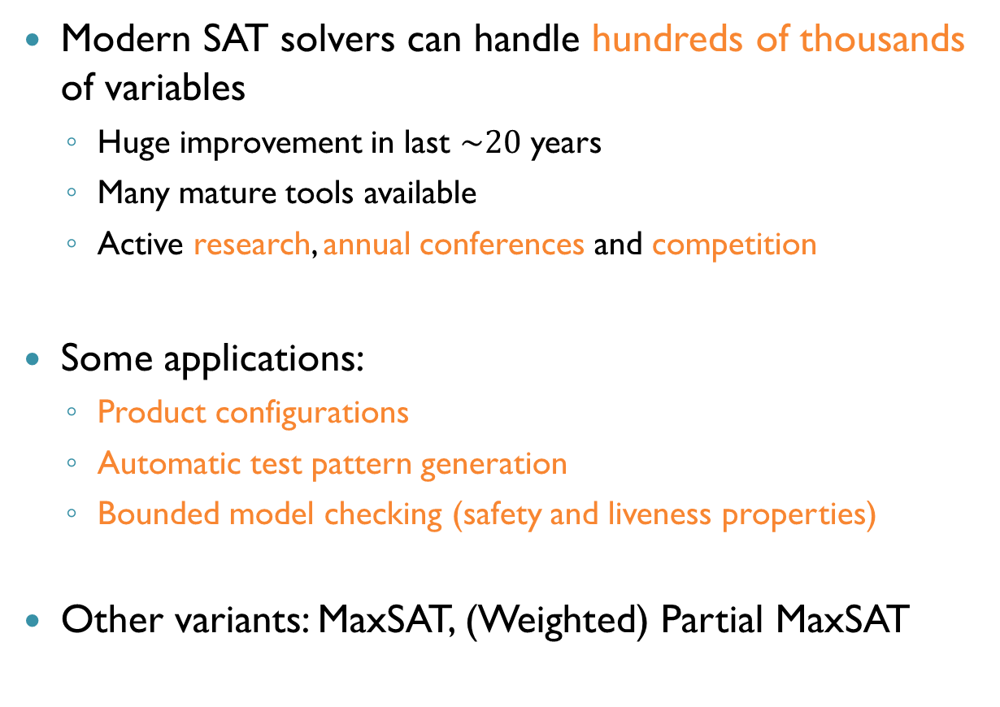 • Modern SAT solvers can handle hundreds of thousands
of variables
◦ Huge improvement in last ~20 years
◦ Many mature tools available
◦ Active research, annual conferences and competition
• Some applications:
◦ Product configurations
◦ Automatic test pattern generation
◦ Bounded model checking (safety and liveness properties)
• Other variants: MaxSAT, (Weighted) Partial MaxSAT